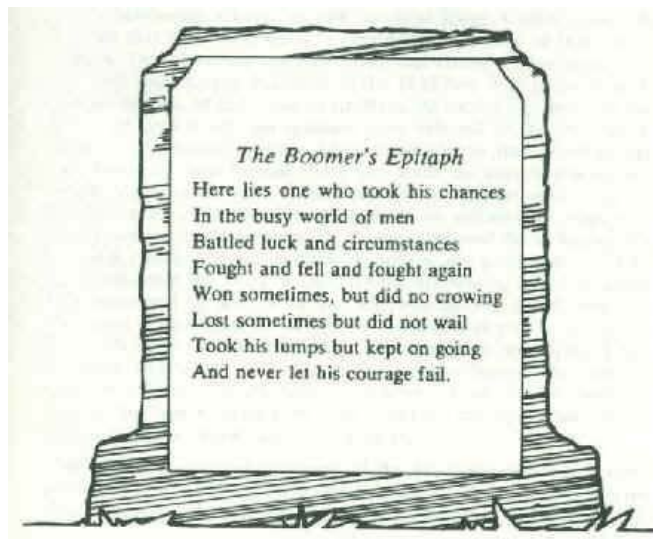 The Boomer's Epitaph
Here lies one who took his chances
In the busy world of men
Battled luck and circumstances
Fought and fell and fought again
Won sometimes, but did no crowing
Lost sometimes but did not wail
Took his lumps but kept on going
And never let his courage fail.